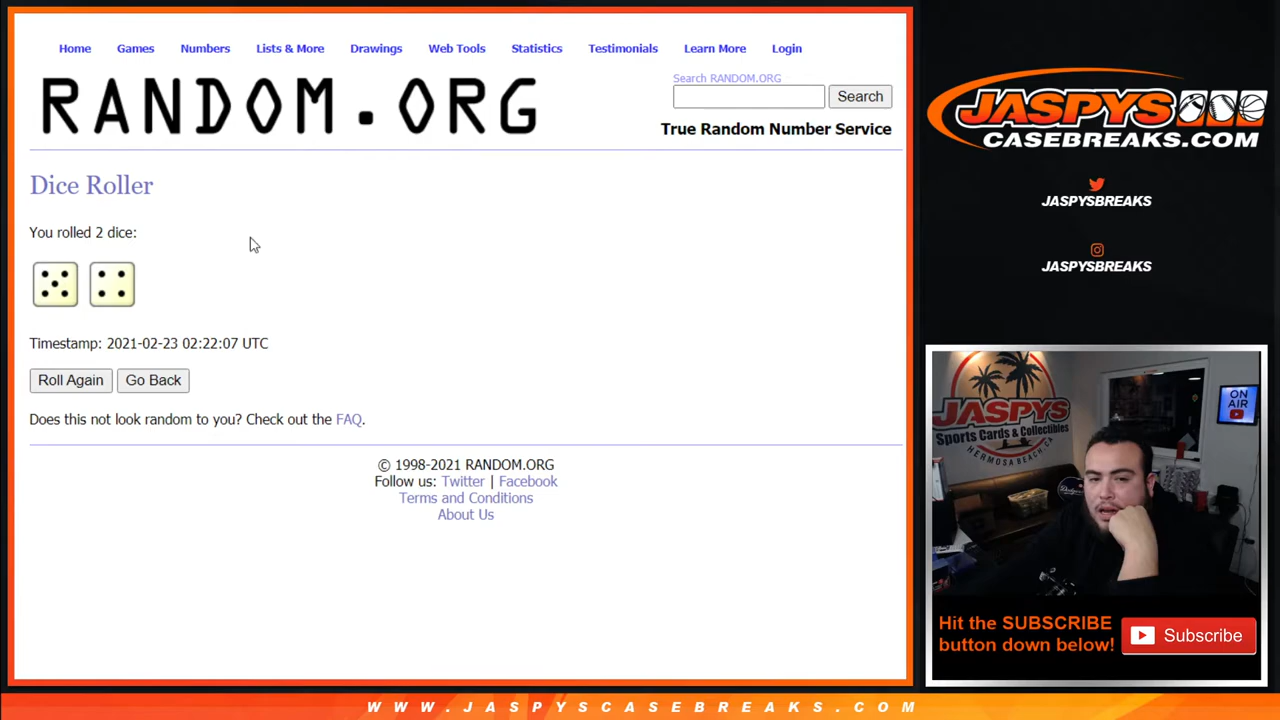 Home Games Numbers Lists & More Drawings Web Tools Statistics Testimonials Learn More Login
RANDOM.ORG
Search RANDOM.ORG
Search
True Random Number Service
Dice Roller
You rolled 2 dice:
Timestamp: 2021-02-23 02:22:07 UTC
Roll Again Go Back
Does this not look random to you? Check out the FAQ.
© 1998-2021 RANDOM.ORG
Follow us: Twitter | Facebook
Terms and Conditions
About Us
JASPYS
CASEBREAKS.COM
JASPYSBREAKS
JASPYSBREAKS
JASPYS
Sports Cards & Collectibles
HERMOSA BEACH, CA
ON
AIR
Hit the SUBSCRIBE
button down below!
Subscribe
WWW.JASPYSCASEBREAKS.COM